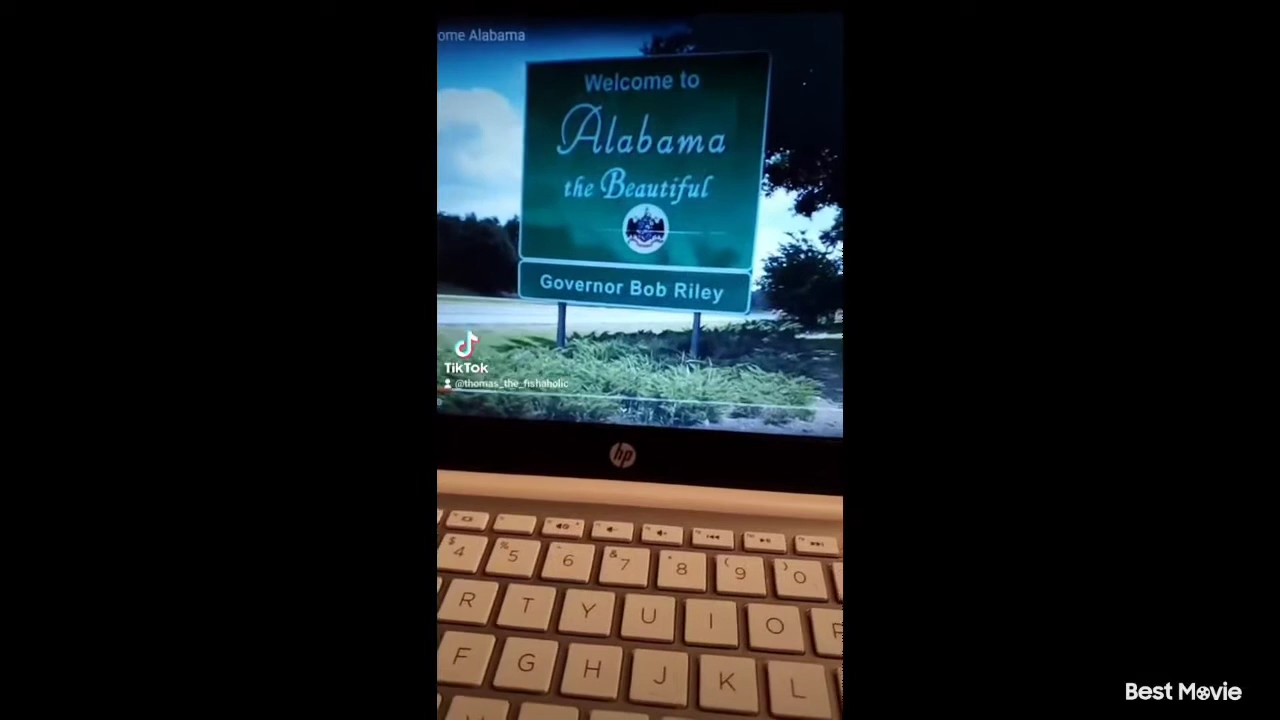 ome Alabama
Welcome to
Alabama
the Beautiful
Governor Bob Riley
TikTok
@thomas_the_fishaholic
hp
$ 4 % 5 ^ 6 & 7 * 8 ( 9 ) 0
R T Y U I O P
F G H J K L
Best Movie